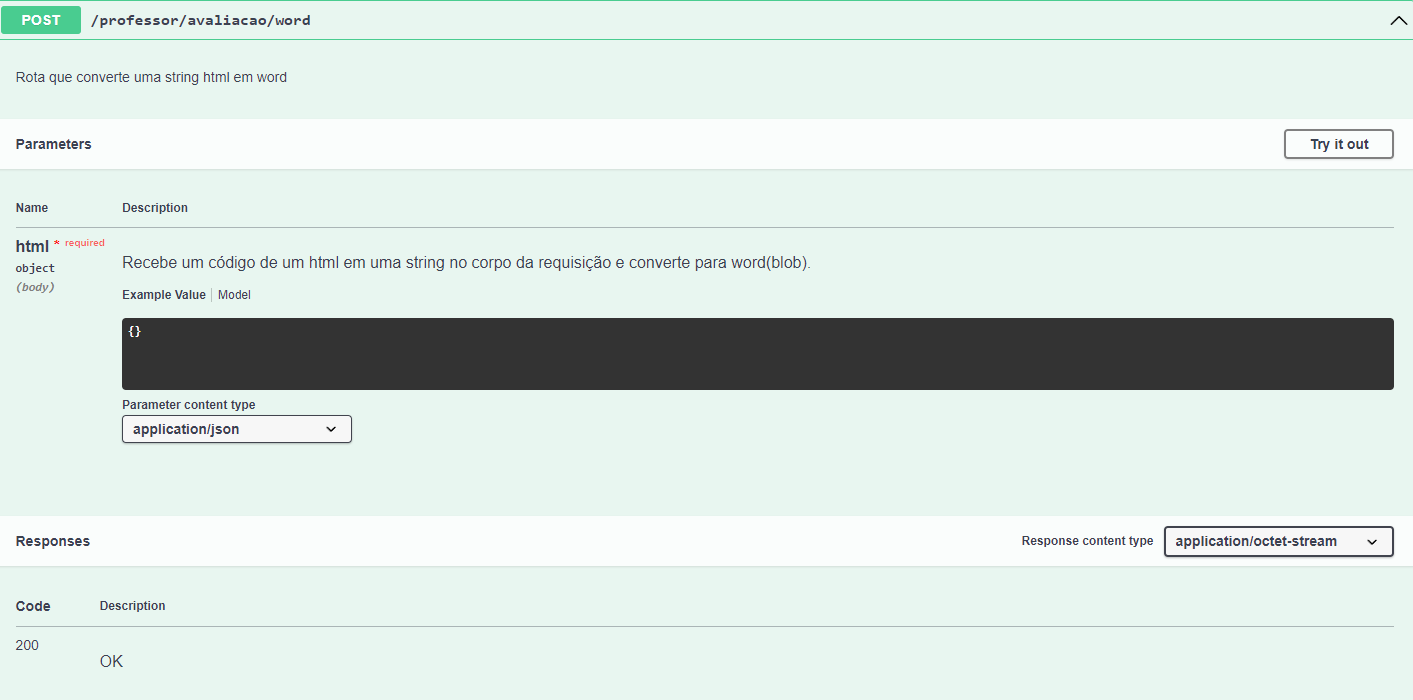 POST /professor/avaliacao/word
Rota que converte uma string html em word
Parameters
Try it out
Name Description
html * required
object
(body)
Recebe um código de um html em uma string no corpo da requisição e converte para word(blob).
Example Value Model
{}
Parameter content type
application/json
Responses
Response content type application/octet-stream
Code Description
200
OK